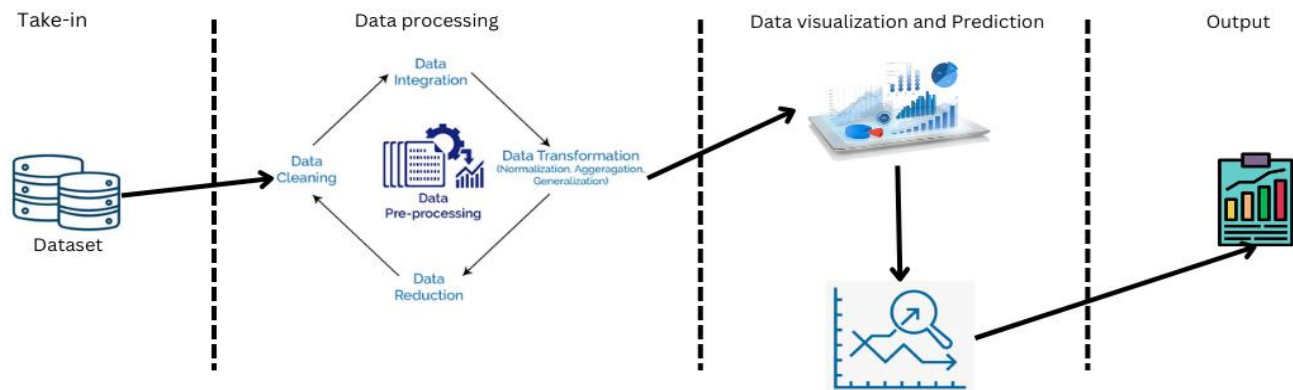 Take-in
Data processing
Data visualization and Prediction
Output
Data
Integration
Data
Cleaning
Data
Pre-processing
Data Transformation
(Normalization, Aggeragation,
Generalization)
Data
Reduction
Dataset